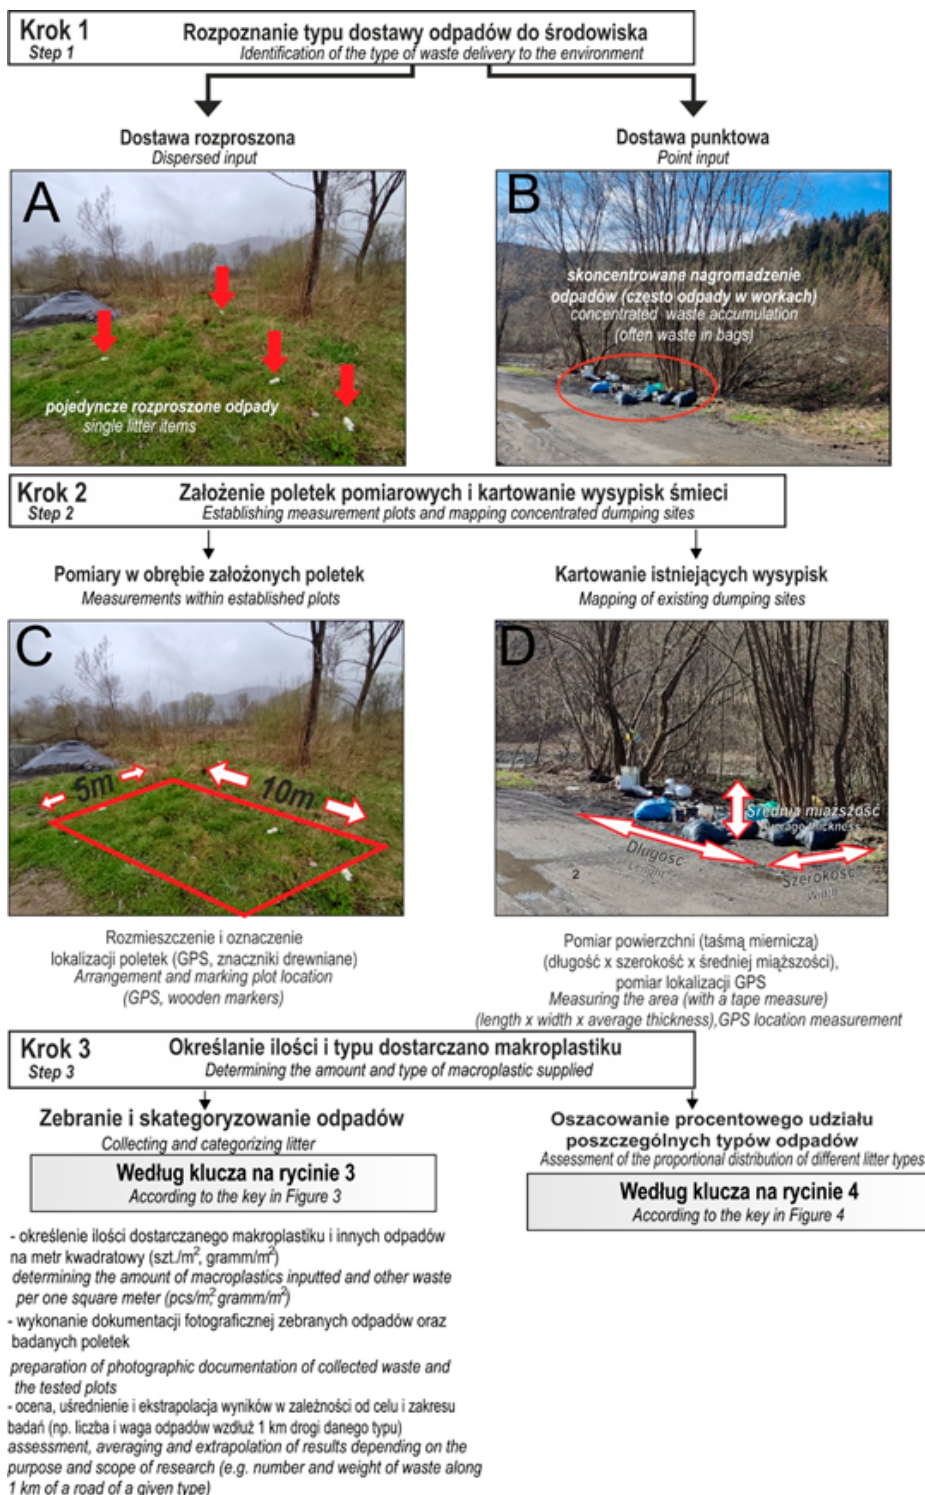 Krok 1
Step 1
Rozpoznanie typu dostawy odpadów do środowiska
Identification of the type of waste delivery to the environment
Dostawa rozproszona
Dispersed input
Dostawa punktowa
Point input
A
pojedyncze rozproszone odpady
single litter items
B
skoncentrowane nagromadzenie
odpadów (często odpady w workach)
concentrated waste accumulation
(often waste in bags)
Krok 2
Step 2
Założenie poletek pomiarowych i kartowanie wysypisk śmieci
Establishing measurement plots and mapping concentrated dumping sites
Pomiary w obrębie założonych poletek
Measurements within established plots
Kartowanie istniejących wysypisk
Mapping of existing dumping sites
C
5m
10m
D
Średnia miąższość
Average thickness
Długość
Lenght
Szerokość
Width
2
Rozmieszczenie i oznaczenie
lokalizacji poletek (GPS, znaczniki drewniane)
Arrangement and marking plot location
(GPS, wooden markers)
Pomiar powierzchni (taśmą mierniczą)
(długość x szerokość x średniej miąższości),
pomiar lokalizacji GPS
Measuring the area (with a tape measure)
(length x width x average thickness),GPS location measurement
Krok 3
Step 3
Określanie ilości i typu dostarczano makroplastiku
Determining the amount and type of macroplastic supplied
Zebranie i skategoryzowanie odpadów
Collecting and categorizing litter
Według klucza na rycinie 3
According to the key in Figure 3
Oszacowanie procentowego udziału
poszczególnych typów odpadów
Assessment of the proportional distribution of different litter types
Według klucza na rycinie 4
According to the key in Figure 4
- określenie ilości dostarczanego makroplastiku i innych odpadów
na metr kwadratowy (szt./m², gramm/m²)
determining the amount of macroplastics inputted and other waste
per one square meter (pcs/m², gramm/m²)
- wykonanie dokumentacji fotograficznej zebranych odpadów oraz
badanych poletek
preparation of photographic documentation of collected waste and
the tested plots
- ocena, uśrednienie i ekstrapolacja wyników w zależności od celu i zakresu
badań (np. liczba i waga odpadów wzdłuż 1 km drogi danego typu)
assessment, averaging and extrapolation of results depending on the
purpose and scope of research (e.g. number and weight of waste along
1 km of a road of a given type)